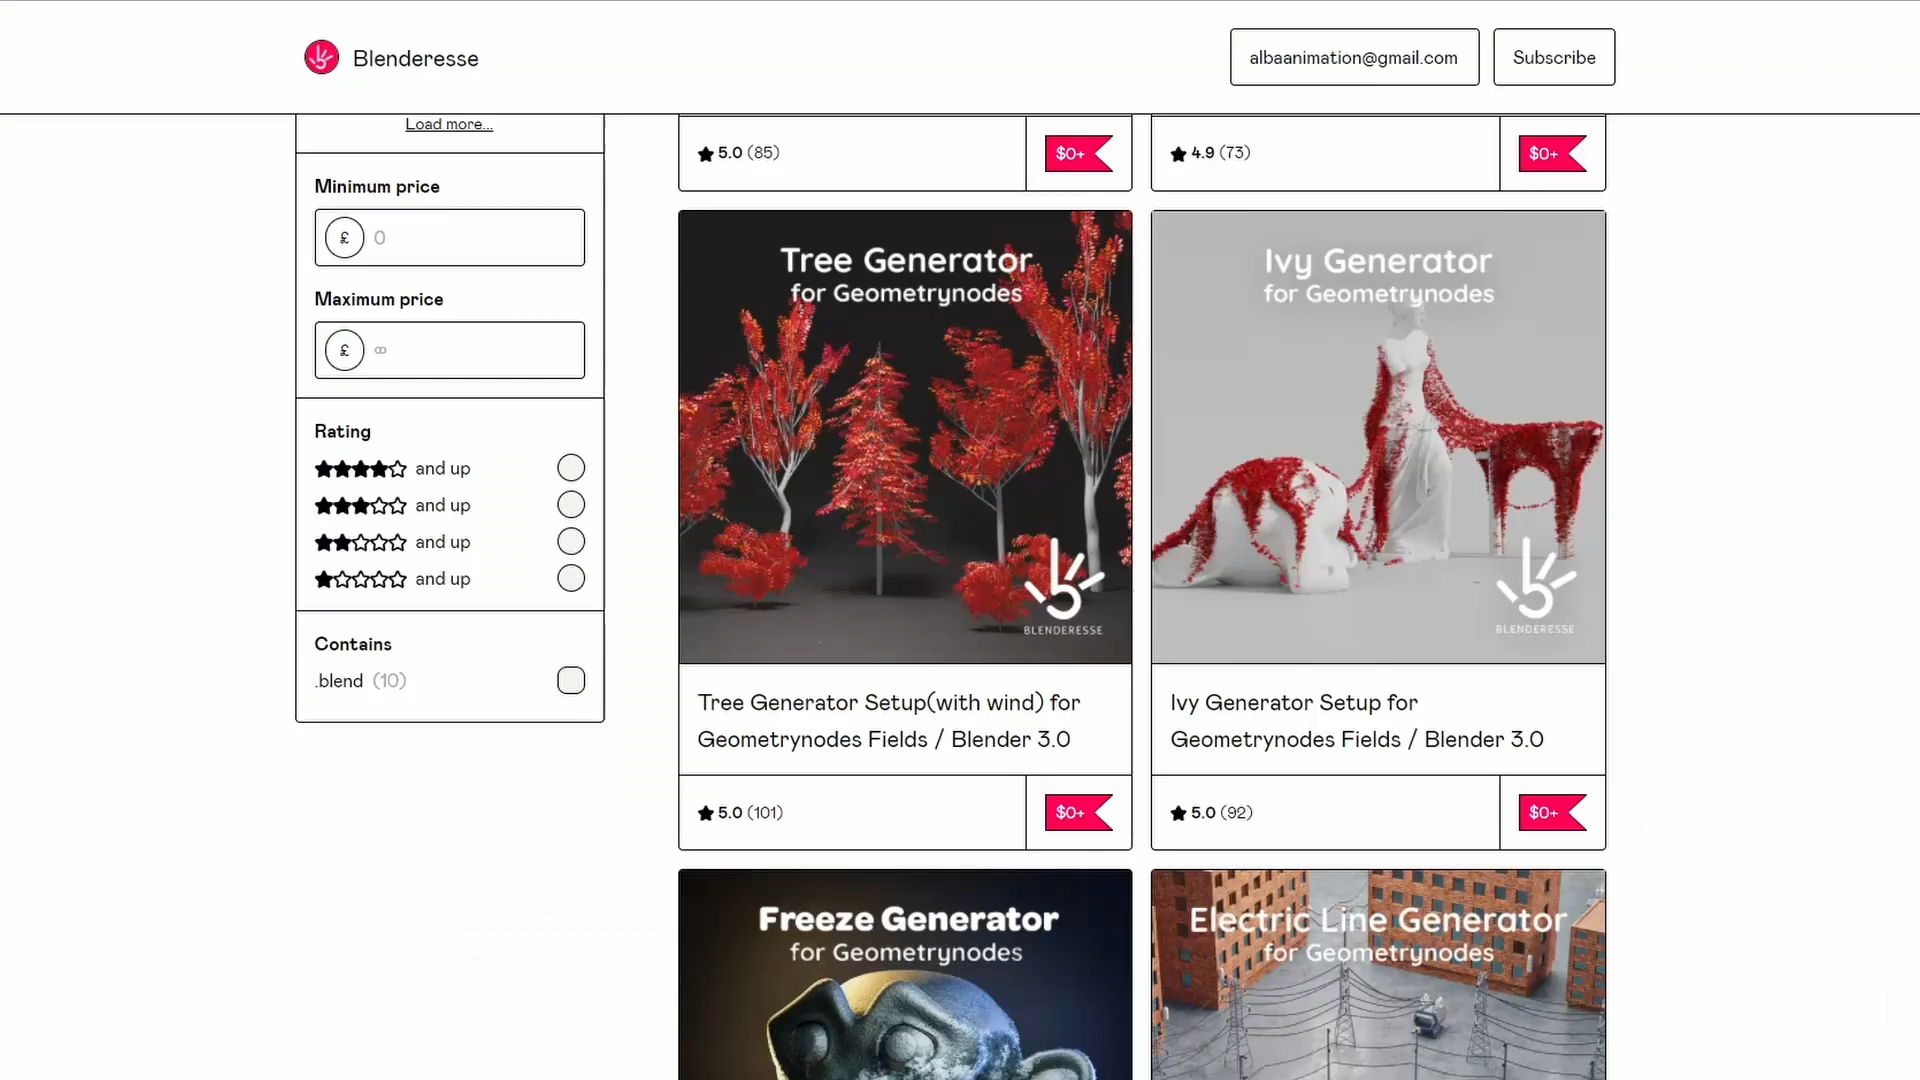 Blenderesse
albaanimation@gmail.com
Subscribe
Load more...
Minimum price
£ 0
Maximum price
£ ∞
Rating
and up
and up
and up
and up
Contains
.blend (10)
5.0 (85)
$0+
4.9 (73)
$0+
Tree Generator
for Geometrynodes
BLENDERESSE
Tree Generator Setup(with wind) for
Geometrynodes Fields / Blender 3.0
5.0 (101)
$0+
Ivy Generator
for Geometrynodes
BLENDERESSE
Ivy Generator Setup for
Geometrynodes Fields / Blender 3.0
5.0 (92)
$0+
Freeze Generator
for Geometrynodes
Electric Line Generator
for Geometrynodes